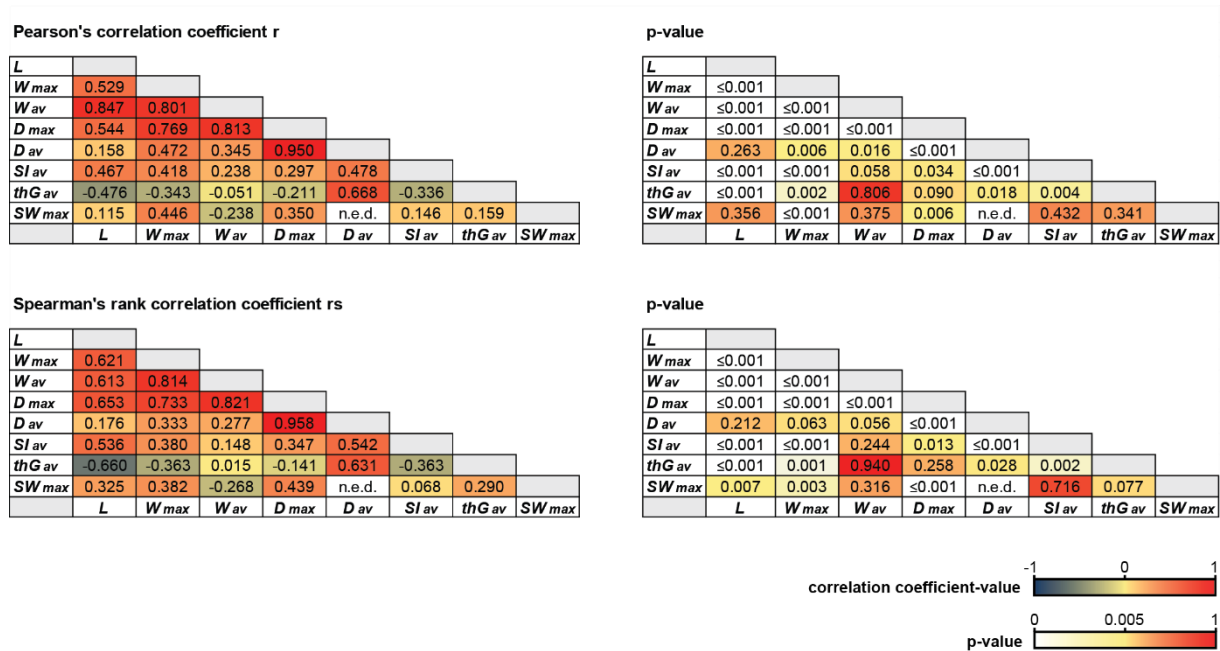 Pearson's correlation coefficient r p-value
L L
W max 0.529 W max ≤0.001
W av 0.847 0.801 W av ≤0.001 ≤0.001
D max 0.544 0.769 0.813 D max ≤0.001 ≤0.001 ≤0.001
D av 0.158 0.472 0.345 0.950 D av 0.263 0.006 0.016 ≤0.001
SI av 0.467 0.418 0.238 0.297 0.478 SI av ≤0.001 ≤0.001 0.058 0.034 ≤0.001
thG av -0.476 -0.343 -0.051 -0.211 0.668 -0.336 thG av ≤0.001 0.002 0.806 0.090 0.018 0.004
SW max 0.115 0.446 -0.238 0.350 n.e.d. 0.146 0.159 SW max 0.356 ≤0.001 0.375 0.006 n.e.d. 0.432 0.341
L W max W av D max D av SI av thG av SW max L W max W av D max D av SI av thG av SW max
Spearman's rank correlation coefficient rs p-value
L L
W max 0.621 W max ≤0.001
W av 0.613 0.814 W av ≤0.001 ≤0.001
D max 0.653 0.733 0.821 D max ≤0.001 ≤0.001 ≤0.001
D av 0.176 0.333 0.277 0.958 D av 0.212 0.063 0.056 ≤0.001
SI av 0.536 0.380 0.148 0.347 0.542 SI av ≤0.001 ≤0.001 0.244 0.013 ≤0.001
thG av -0.660 -0.363 0.015 -0.141 0.631 -0.363 thG av ≤0.001 0.001 0.940 0.258 0.028 0.002
SW max 0.325 0.382 -0.268 0.439 n.e.d. 0.068 0.290 SW max 0.007 0.003 0.316 ≤0.001 n.e.d. 0.716 0.077
L W max W av D max D av SI av thG av SW max L W max W av D max D av SI av thG av SW max
-1 0 1
correlation coefficient-value
0 0.005 1
p-value